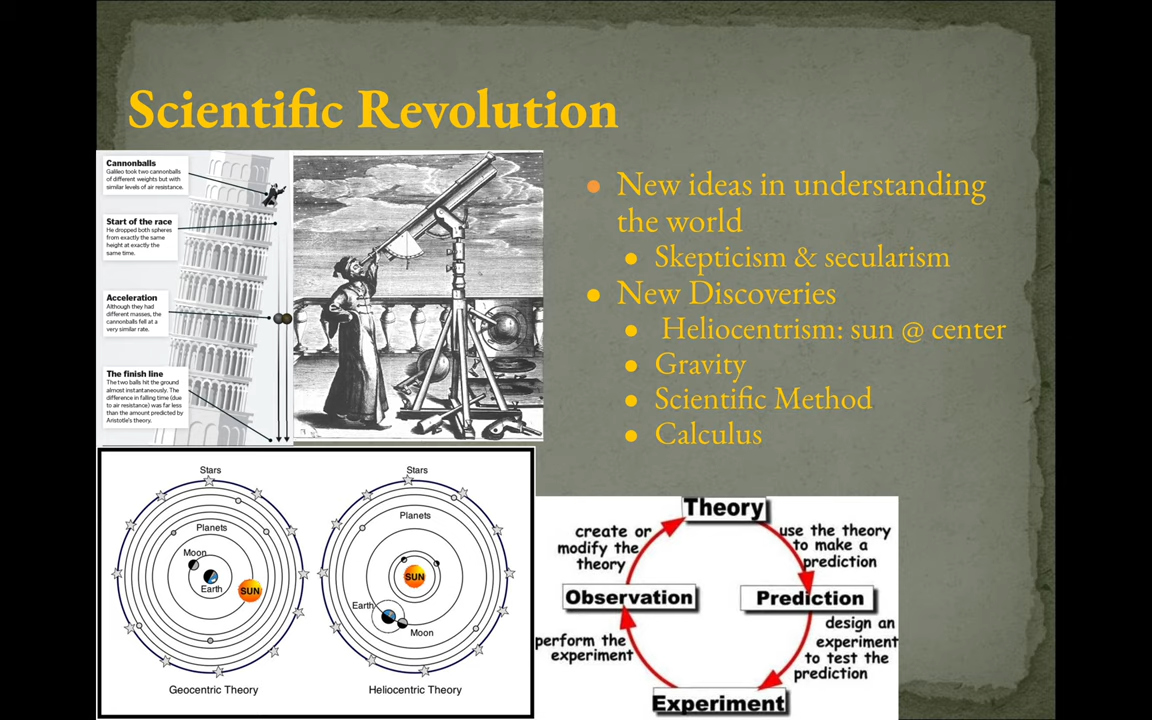 Scientific Revolution
Cannonballs
Galileo took two cannonballs
of different weights but with
similar levels of air resistance.
Start of the race
He dropped both spheres
from exactly the same
height at exactly the
same time.
Acceleration
Although they had
different masses, the
cannonballs fell at a
very similar rate.
The finish line
The two balls hit the ground
almost instantaneously. The
difference in falling time (due
to air resistance) was far less
than the amount predicted by
Aristotle's theory.
New ideas in understanding
the world
Skepticism & secularism
New Discoveries
Heliocentrism: sun @ center
Gravity
Scientific Method
Calculus
Stars
Planets
Moon
Earth
SUN
Geocentric Theory
Stars
Planets
SUN
Earth
Moon
Heliocentric Theory
Theory
use the theory
to make a
prediction
Prediction
design an
experiment
to test the
prediction
Experiment
perform the
experiment
Observation
create or
modify the
theory